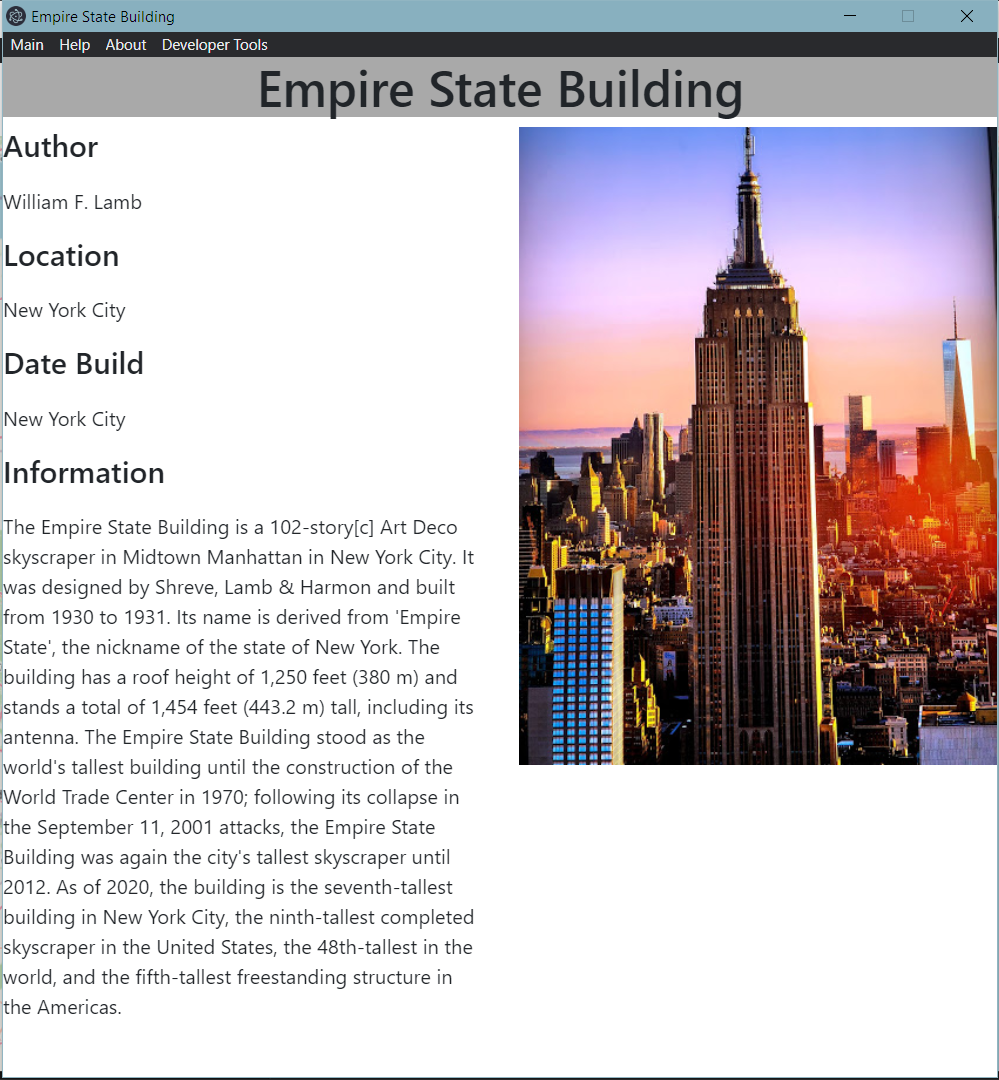 Empire State Building
Main Help About Developer Tools
Empire State Building
Author
William F. Lamb
Location
New York City
Date Build
New York City
Information
The Empire State Building is a 102-story[c] Art Deco
skyscraper in Midtown Manhattan in New York City. It
was designed by Shreve, Lamb & Harmon and built
from 1930 to 1931. Its name is derived from 'Empire
State', the nickname of the state of New York. The
building has a roof height of 1,250 feet (380 m) and
stands a total of 1,454 feet (443.2 m) tall, including its
antenna. The Empire State Building stood as the
world's tallest building until the construction of the
World Trade Center in 1970; following its collapse in
the September 11, 2001 attacks, the Empire State
Building was again the city's tallest skyscraper until
2012. As of 2020, the building is the seventh-tallest
building in New York City, the ninth-tallest completed
skyscraper in the United States, the 48th-tallest in the
world, and the fifth-tallest freestanding structure in
the Americas.